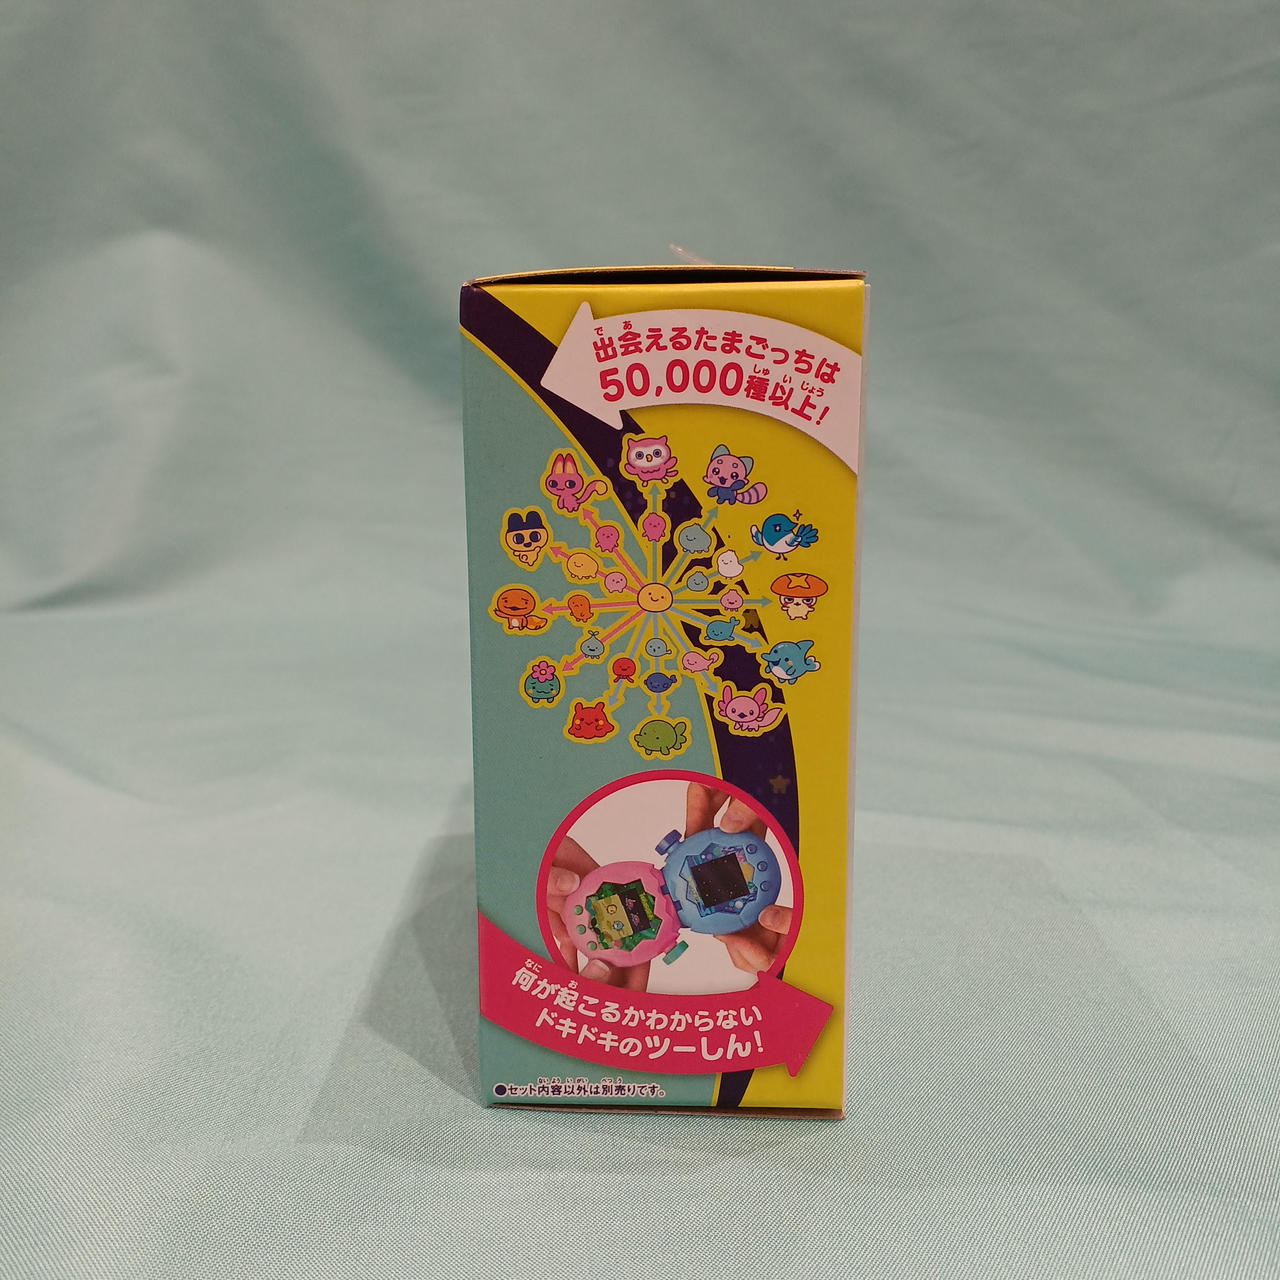 出会えるたまごっちは
50,000種以上!
何が起こるかわからない
ドキドキのツーしん!
●セット内容以外は別売りです。